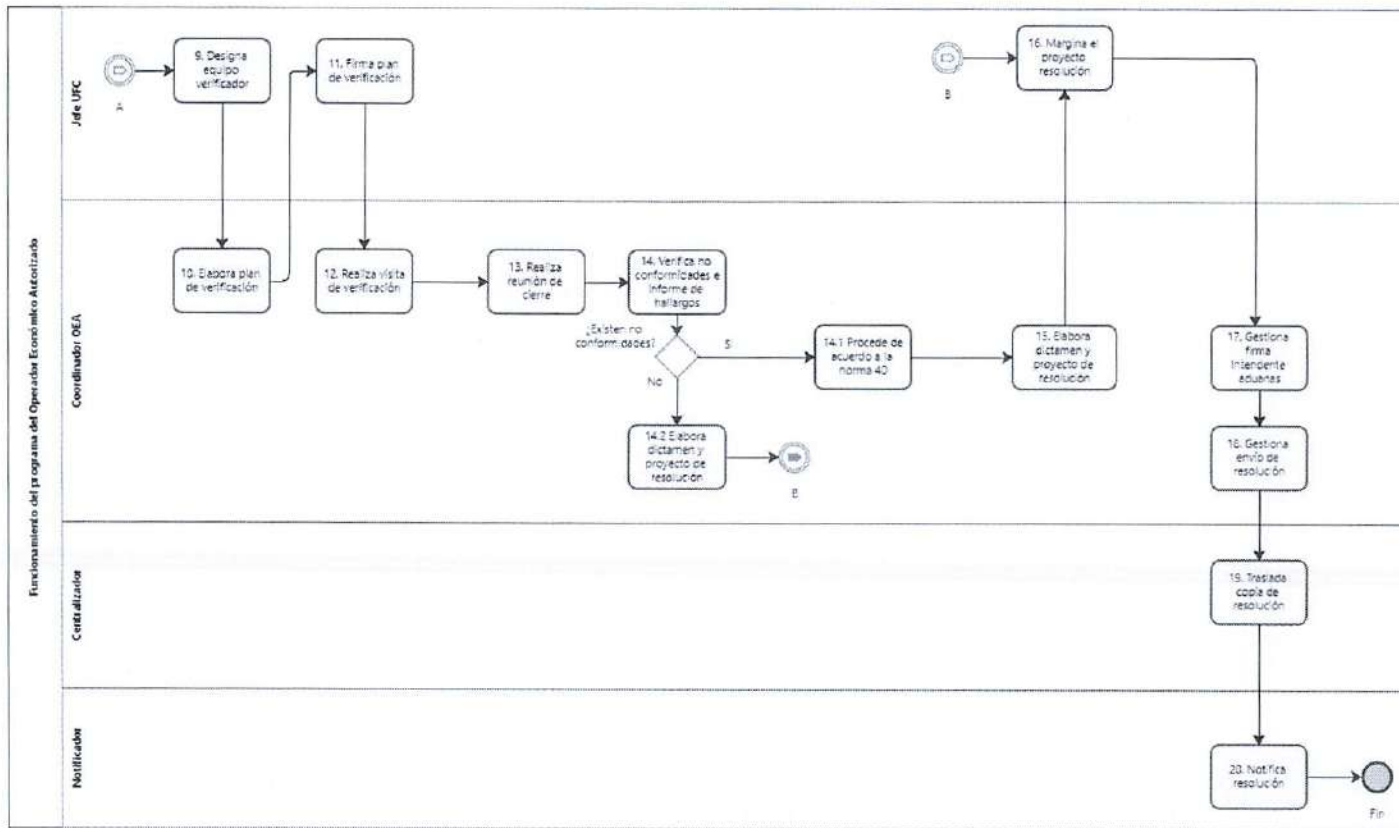 Funcionamiento del programa del Operador Económico Autorizado
Jefe UFC
A
9. Designa
equipo
verificador
11. Firma plan
de verificación
B
16. Margina el
proyecto
resolución
Coordinador OEA
10. Elabora plan
de verificación
12. Realiza visita
de verificación
13. Realiza
reunión de
cierre
14. Verifica no
conformidades e
informe de
hallargos
¿Existen no
conformidades?
Si
No
14.1 Procede de
acuerdo a la
norma 40
15. Elabora
dictamen y
proyecto de
resolución
17. Gestiona
firma
Intendente
aduanas
14.2 Elabora
dictamen y
proyecto de
resolución
B
18. Gestiona
envío de
resolución
Centralizador
19. Traslada
copia de
resolución
Notificador
20. Notifica
resolución
Fin